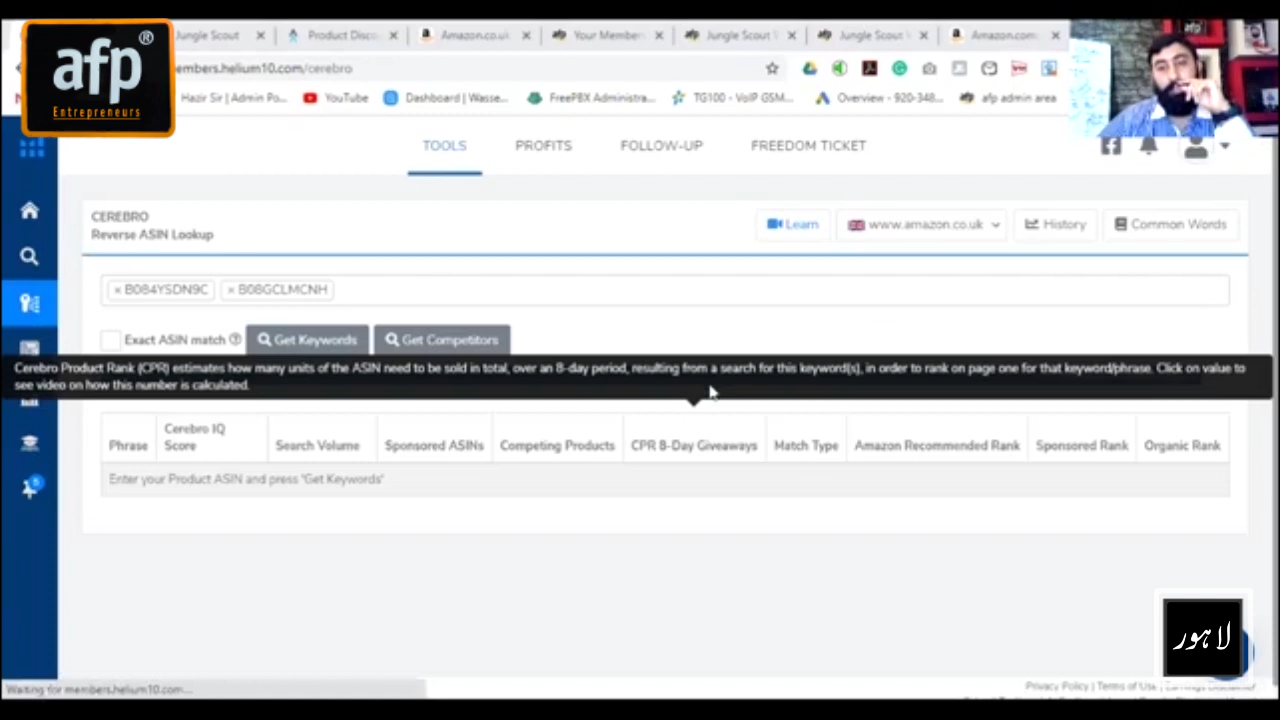 afp®
Entrepreneurs
Jungle Scout
Product Disco
Amazon.co.uk
Your Member
Jungle Scout
Jungle Scout
Amazon.com
members.helium10.com/cerebro
Hazir Sir | Admin Po...
YouTube
Dashboard | Wasse...
FreePBX Administra...
TG100 - VoIP GSM...
Overview - 920-348...
afp admin area
TOOLS
PROFITS
FOLLOW-UP
FREEDOM TICKET
CEREBRO
Reverse ASIN Lookup
Learn
www.amazon.co.uk
History
Common Words
× B084YSDN9C
× B08GCLMCNH
Exact ASIN match
Get Keywords
Get Competitors
Cerebro Product Rank (CPR) estimates how many units of the ASIN need to be sold in total, over an 8-day period, resulting from a search for this keyword(s), in order to rank on page one for that keyword/phrase. Click on value to
see video on how this number is calculated.
Phrase
Cerebro IQ
Score
Search Volume
Sponsored ASINs
Competing Products
CPR 8-Day Giveaways
Match Type
Amazon Recommended Rank
Sponsored Rank
Organic Rank
Enter your Product ASIN and press 'Get Keywords'
لاہور
Waiting for members.helium10.com...
Privacy Policy | Terms of Use | Earnings Disclaimer